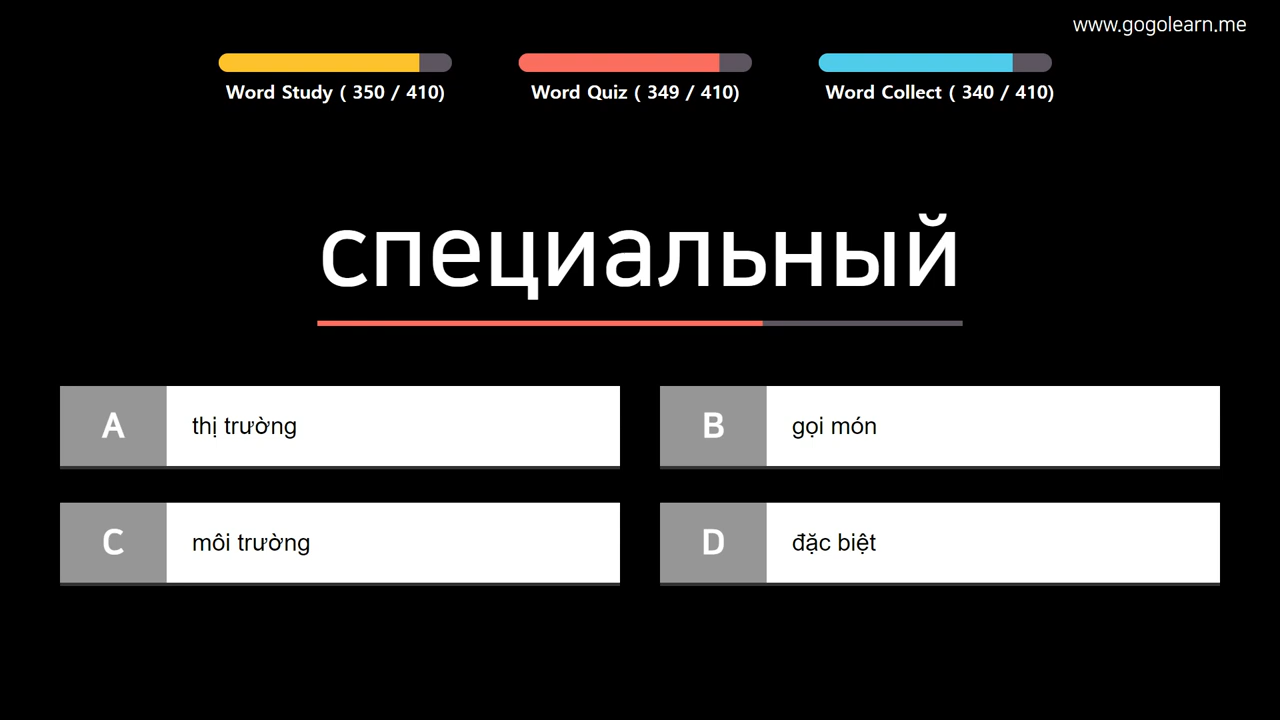 www.gogolearn.me
Word Study ( 350 / 410)
Word Quiz ( 349 / 410)
Word Collect ( 340 / 410)
специальный
A thị trường
B gọi món
C môi trường
D đặc biệt